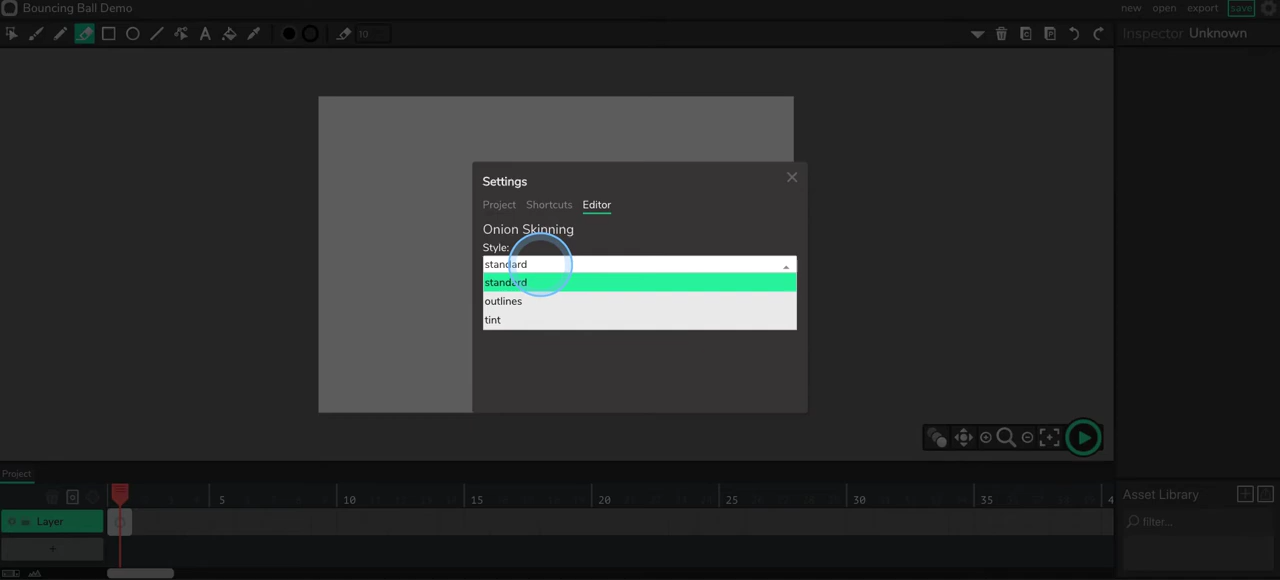 Bouncing Ball Demo
new open export save
10
Inspector Unknown
Settings
Project Shortcuts Editor
Onion Skinning
Style:
standard
standard
outlines
tint
Project
5 10 15 20 25 30 35 4
Layer
+
Asset Library
filter...